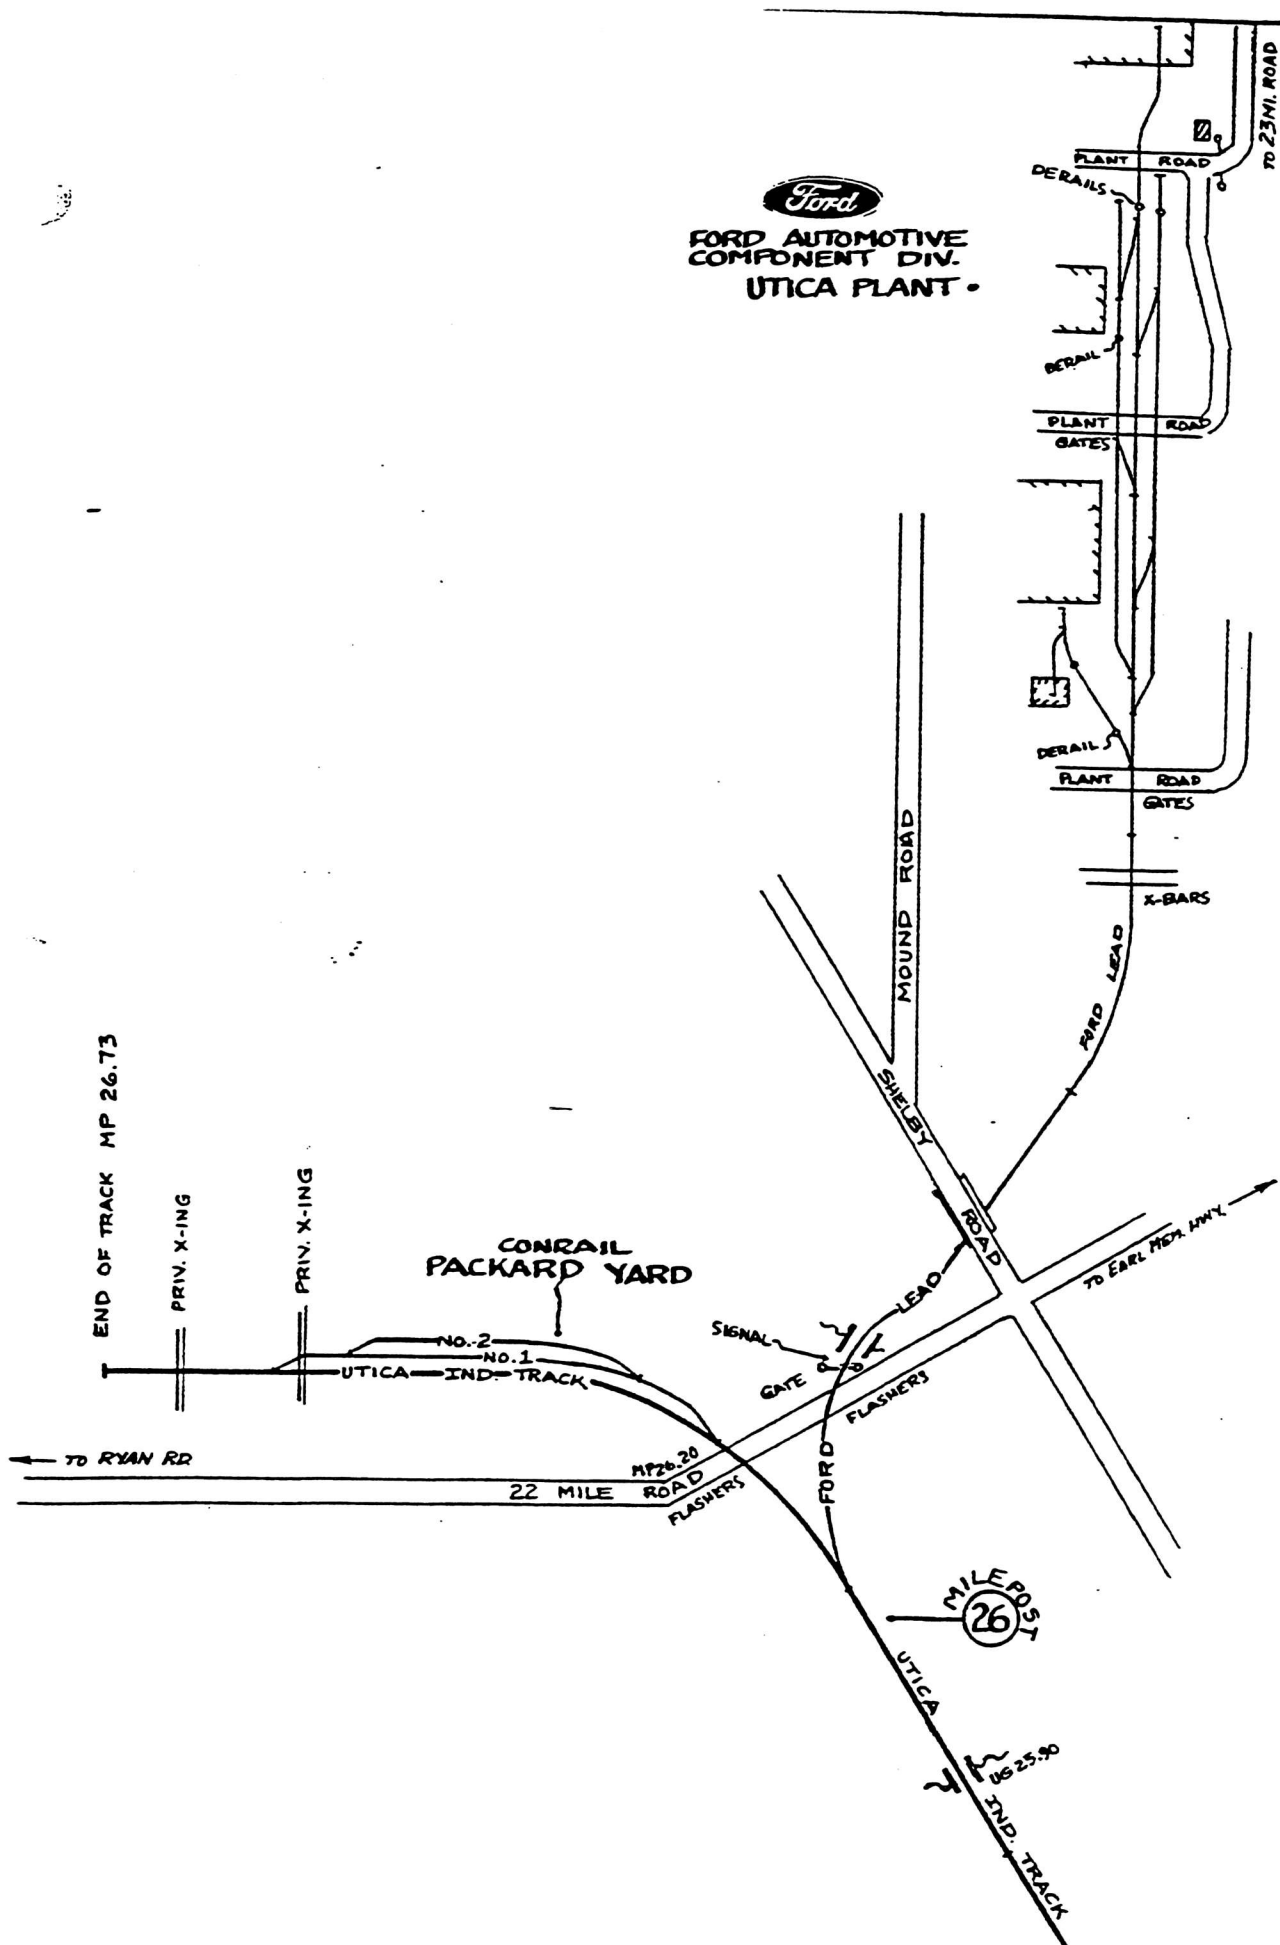 TO 23 MI. ROAD
PLANT ROAD
DERAILS
Ford
FORD AUTOMOTIVE
COMPONENT DIV.
UTICA PLANT
DERAIL
PLANT ROAD
GATES
DERAIL
PLANT ROAD
GATES
X-BARS
MOUND ROAD
FORD LEAD
SHELBY ROAD
END OF TRACK MP 26.73
PRIV. X-ING
PRIV. X-ING
CONRAIL
PACKARD YARD
TO EARL MEM. HWY.
LEAD
SIGNAL
NO.-2
NO.1
UTICA IND. TRACK
GATE
FLASHERS
FORD
TO RYAN RD
MP26.20
22 MILE ROAD
FLASHERS
MILEPOST
26
UTICA IND. TRACK
UG 25.90